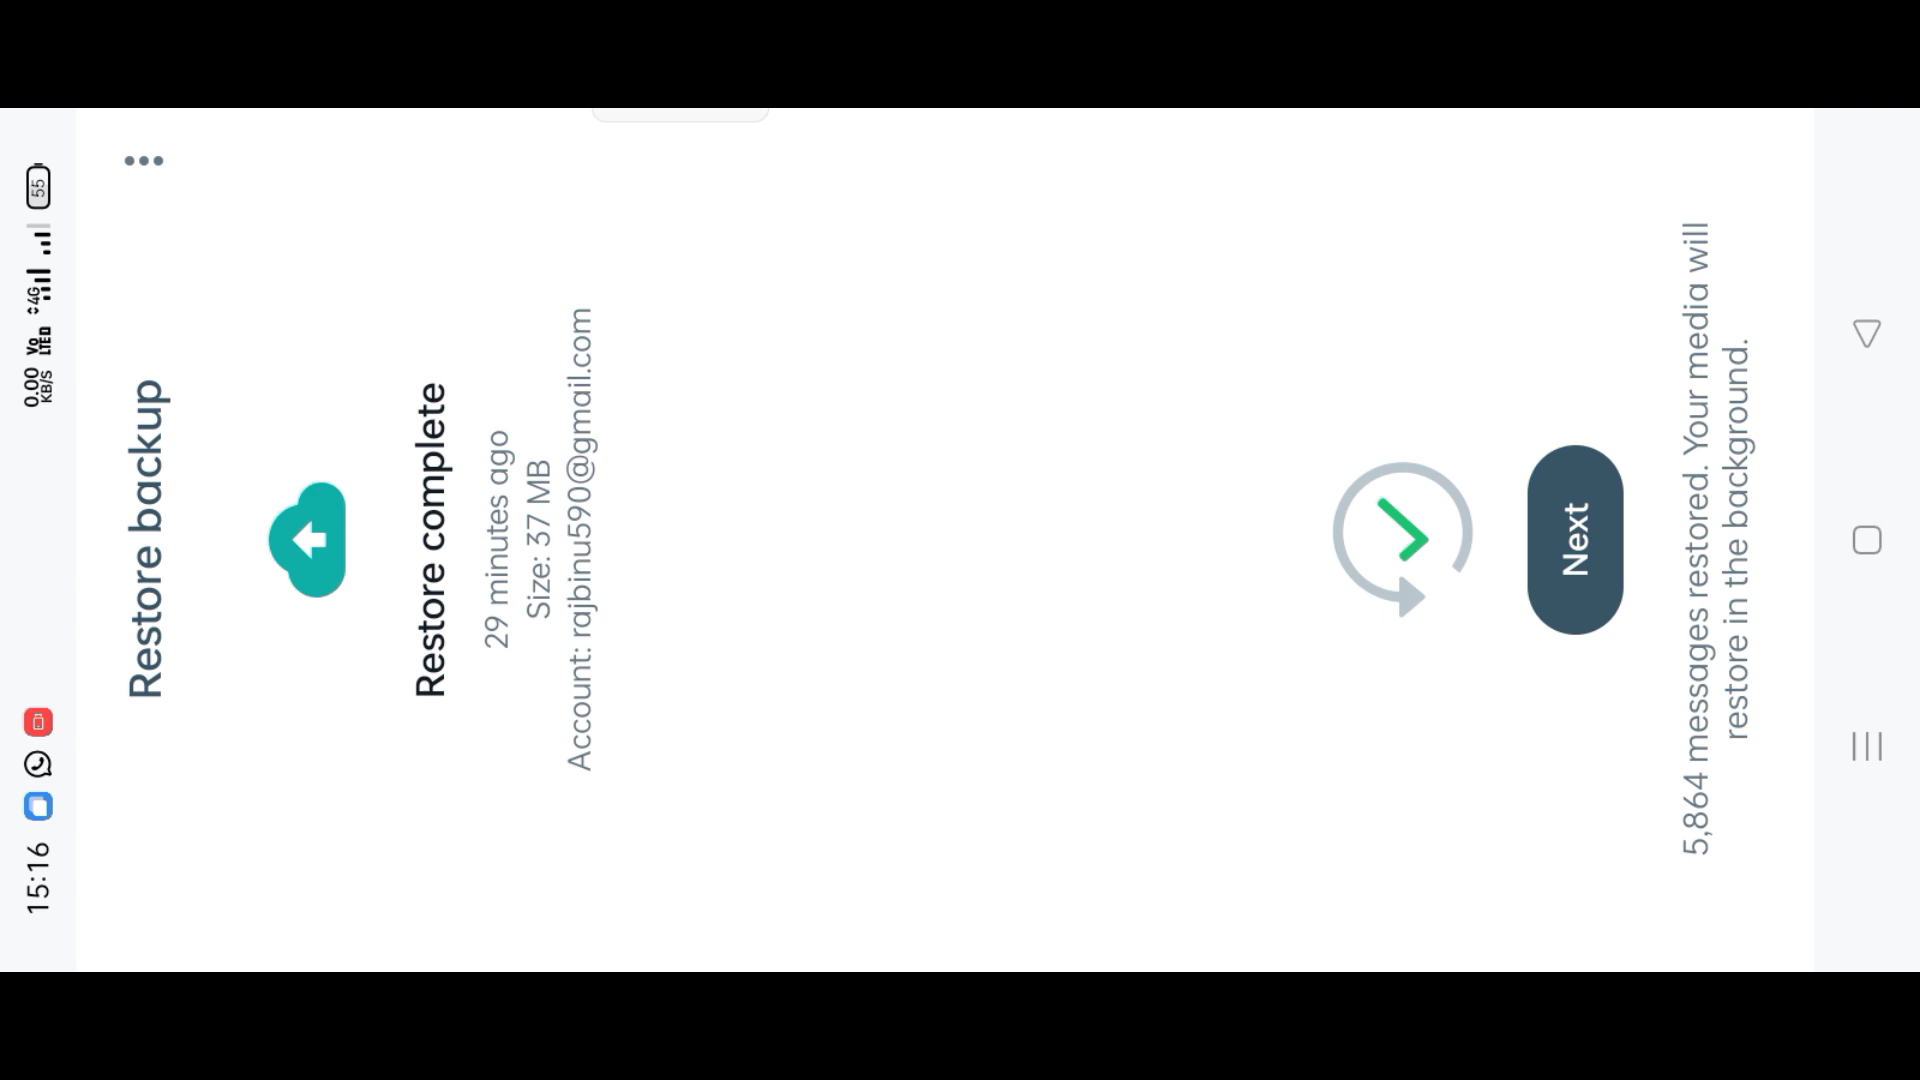 15:16
0.00 KB/S Vo LTE 4G 55
Restore backup
Restore complete
29 minutes ago
Size: 37 MB
Account: rajbinu590@gmail.com
Next
5,864 messages restored. Your media will
restore in the background.